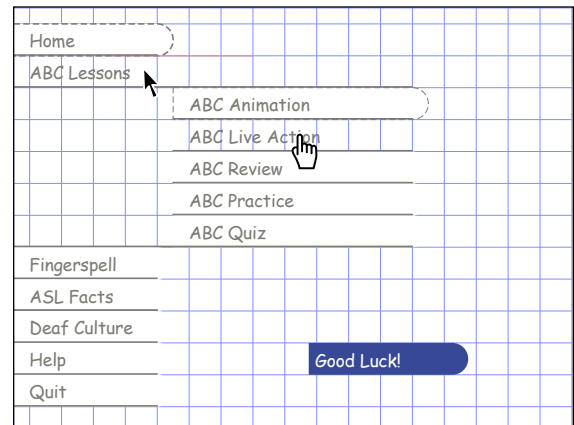 Home
ABC Lessons
ABC Animation
ABC Live Action
ABC Review
ABC Practice
ABC Quiz
Fingerspell
ASL Facts
Deaf Culture
Help
Good Luck!
Quit